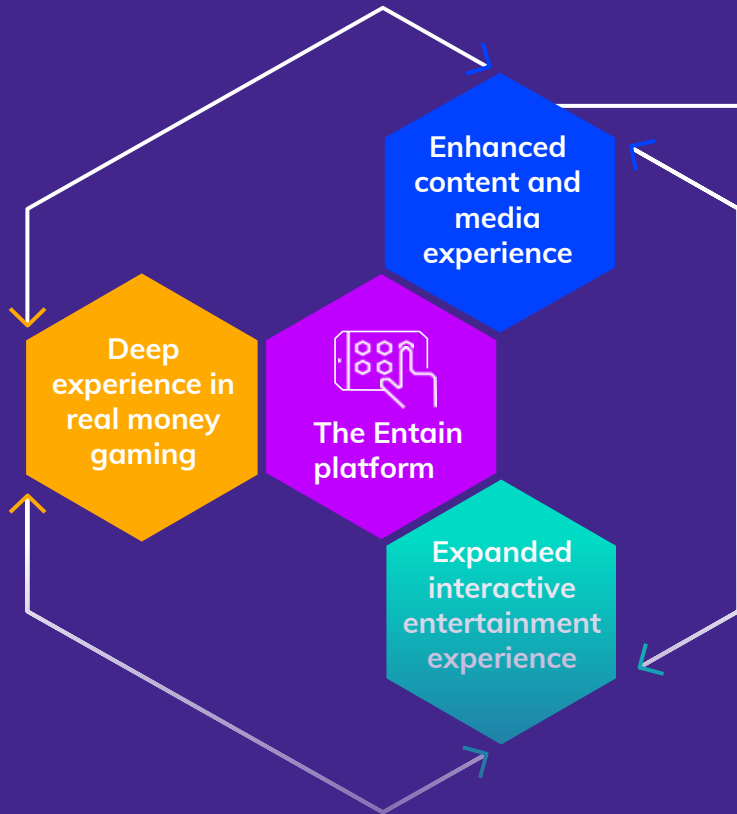 Enhanced
content and
media
experience
Deep
experience in
real money
gaming
The Entain
platform
Expanded
interactive
entertainment
experience